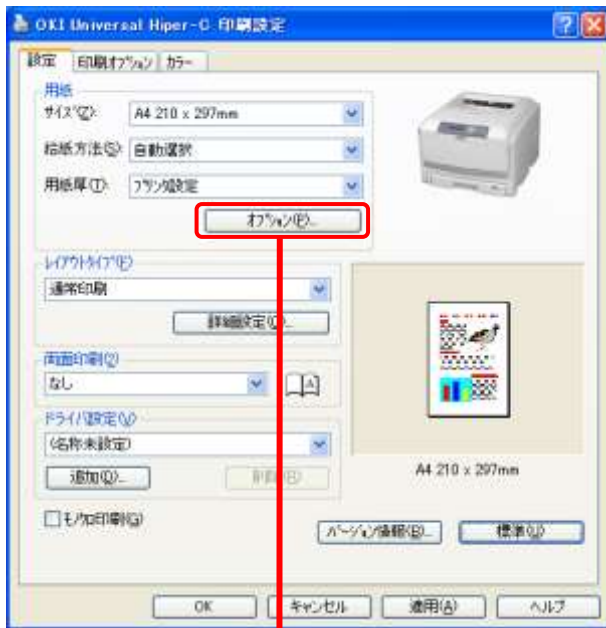 OKI Universal Hiper-C 印刷設定
設定 印刷オプション カラー
用紙
サイズ(Z): A4 210 x 297mm
給紙方法(S): 自動選択
用紙厚(T): プリンタ設定
オプション(P)...
レイアウトタイプ(E)
通常印刷
詳細設定(O)...
両面印刷(2)
なし
ドライバ設定(V)
(名称未設定)
追加(D)...
A4 210 x 297mm
モノクロ印刷(G)
バージョン情報(B)... 標準(U)
OK キャンセル 適用(A) ヘルプ